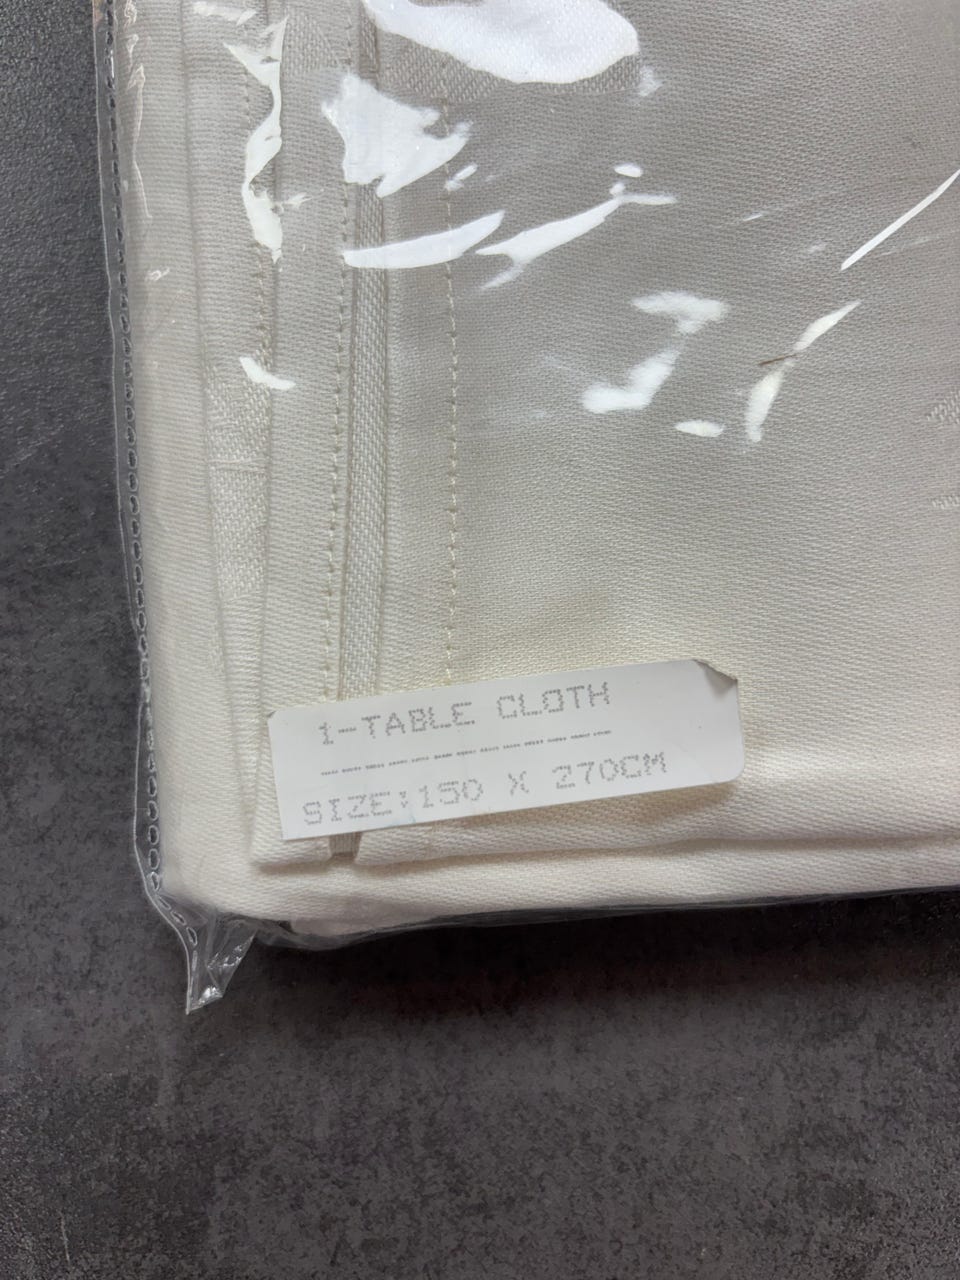 1-TABLE CLOTH
SIZE:150 X 270CM